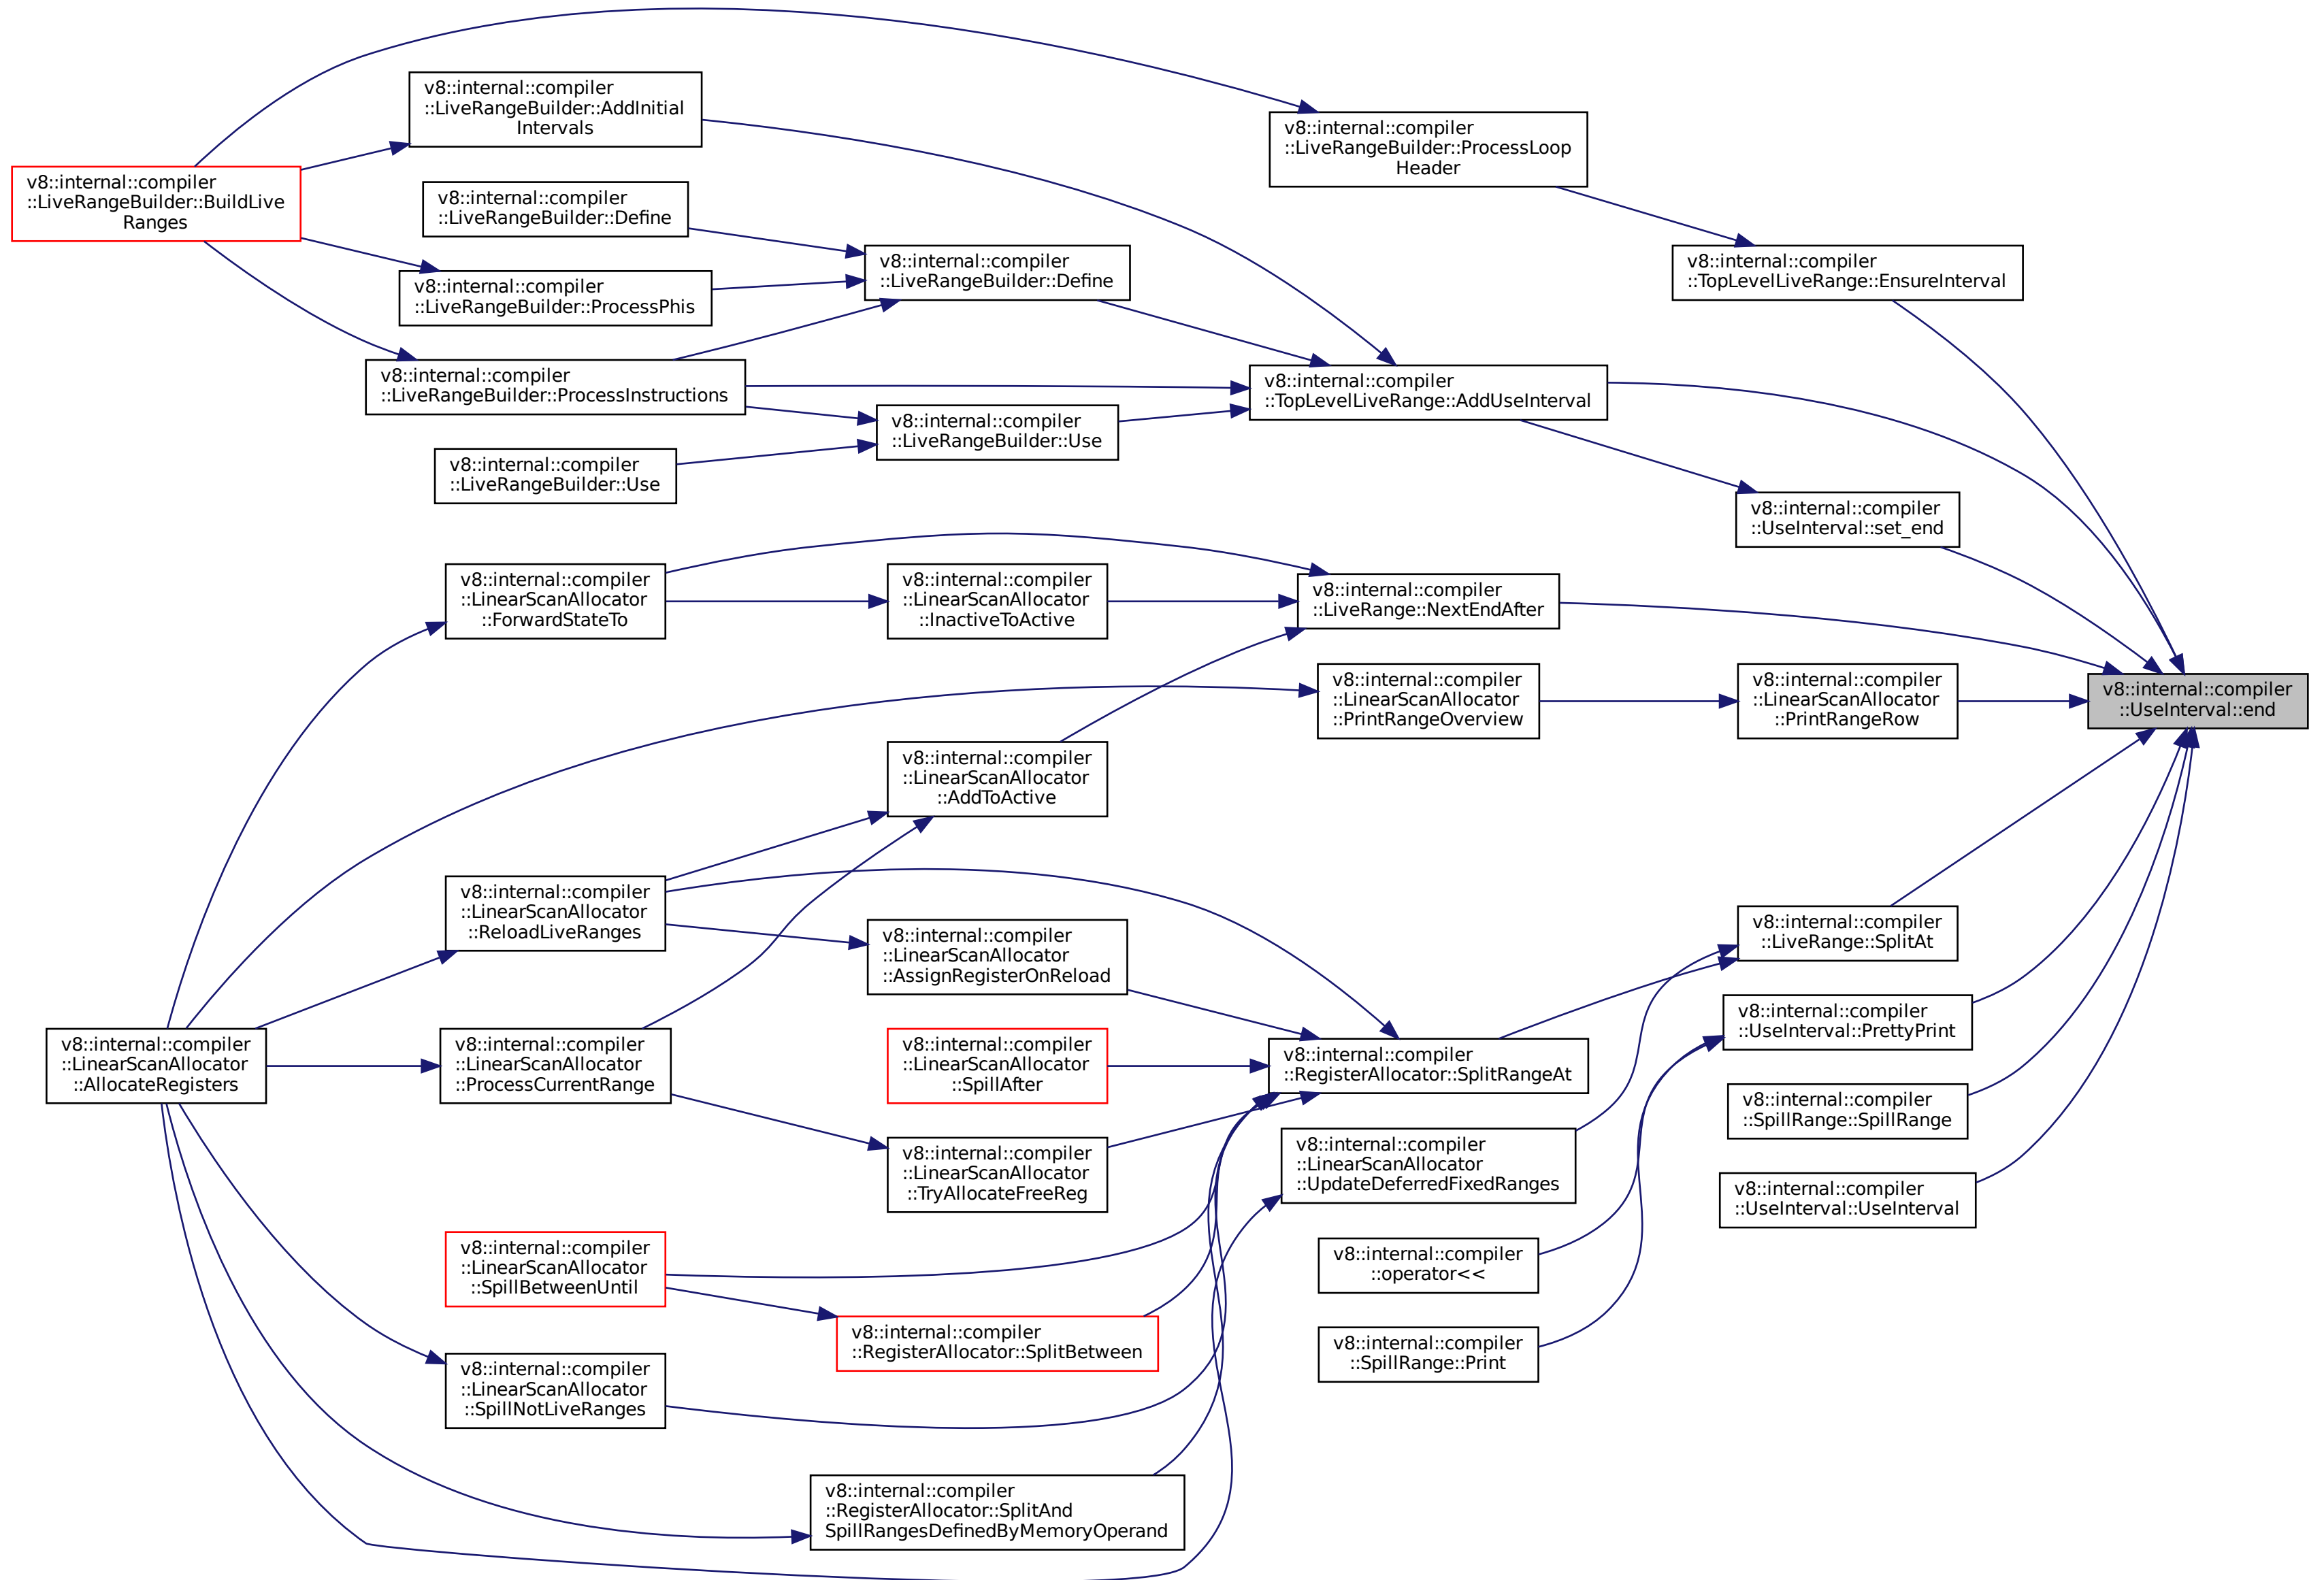 v8::internal::compiler
::LiveRangeBuilder::AddInitial
Intervals
v8::internal::compiler
::LiveRangeBuilder::ProcessLoop
Header
v8::internal::compiler
::LiveRangeBuilder::BuildLive
Ranges
v8::internal::compiler
::LiveRangeBuilder::Define
v8::internal::compiler
::LiveRangeBuilder::Define
v8::internal::compiler
::TopLevelLiveRange::EnsureInterval
v8::internal::compiler
::LiveRangeBuilder::ProcessPhis
v8::internal::compiler
::LiveRangeBuilder::ProcessInstructions
v8::internal::compiler
::TopLevelLiveRange::AddUseInterval
v8::internal::compiler
::LiveRangeBuilder::Use
v8::internal::compiler
::LiveRangeBuilder::Use
v8::internal::compiler
::UseInterval::set_end
v8::internal::compiler
::LinearScanAllocator
::ForwardStateTo
v8::internal::compiler
::LinearScanAllocator
::InactiveToActive
v8::internal::compiler
::LiveRange::NextEndAfter
v8::internal::compiler
::LinearScanAllocator
::PrintRangeOverview
v8::internal::compiler
::LinearScanAllocator
::PrintRangeRow
v8::internal::compiler
::UseInterval::end
v8::internal::compiler
::LinearScanAllocator
::AddToActive
v8::internal::compiler
::LinearScanAllocator
::ReloadLiveRanges
v8::internal::compiler
::LinearScanAllocator
::AssignRegisterOnReload
v8::internal::compiler
::LiveRange::SplitAt
v8::internal::compiler
::UseInterval::PrettyPrint
v8::internal::compiler
::LinearScanAllocator
::AllocateRegisters
v8::internal::compiler
::LinearScanAllocator
::ProcessCurrentRange
v8::internal::compiler
::LinearScanAllocator
::SpillAfter
v8::internal::compiler
::RegisterAllocator::SplitRangeAt
v8::internal::compiler
::SpillRange::SpillRange
v8::internal::compiler
::LinearScanAllocator
::TryAllocateFreeReg
v8::internal::compiler
::LinearScanAllocator
::UpdateDeferredFixedRanges
v8::internal::compiler
::UseInterval::UseInterval
v8::internal::compiler
::LinearScanAllocator
::SpillBetweenUntil
v8::internal::compiler
::operator<<
v8::internal::compiler
::RegisterAllocator::SplitBetween
v8::internal::compiler
::SpillRange::Print
v8::internal::compiler
::LinearScanAllocator
::SpillNotLiveRanges
v8::internal::compiler
::RegisterAllocator::SplitAnd
SpillRangesDefinedByMemoryOperand